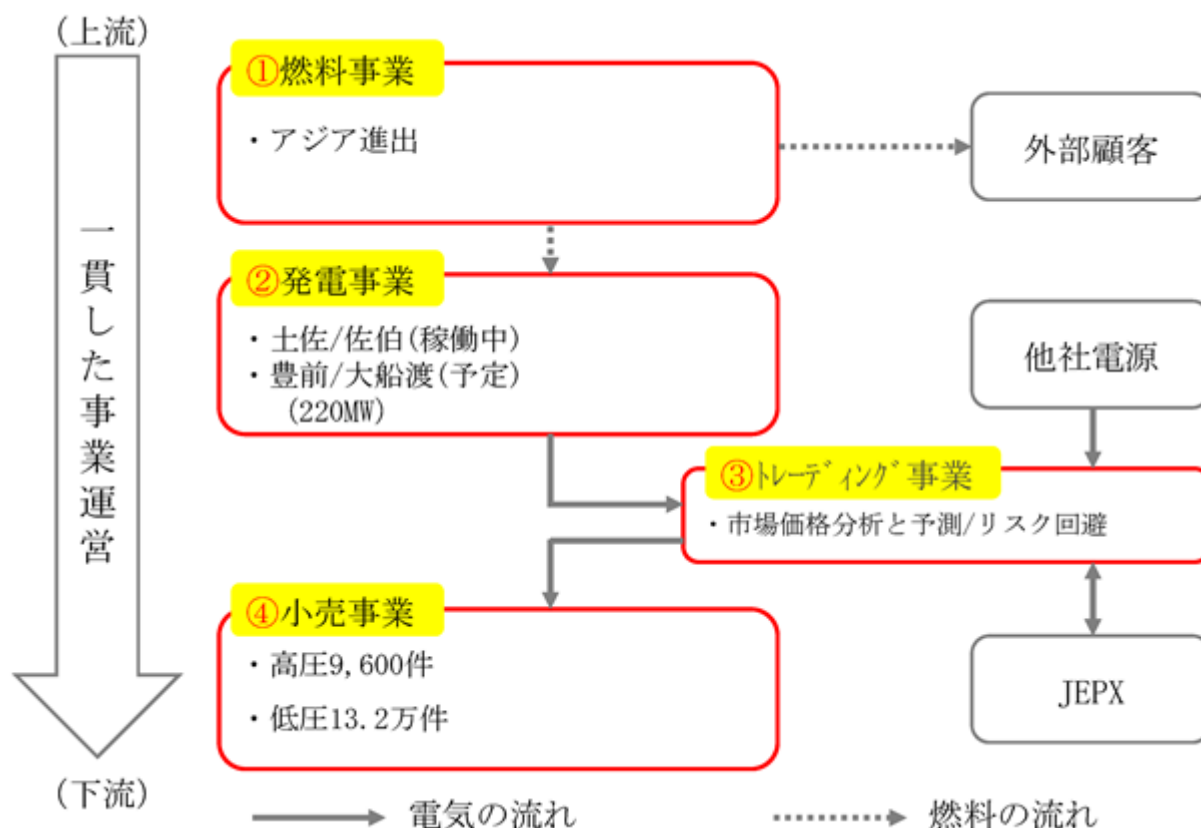 (上流)
一貫した事業運営
(下流)
①燃料事業
・アジア進出
外部顧客
②発電事業
・土佐/佐伯(稼働中)
・豊前/大船渡(予定)
(220MW)
他社電源
③ﾄﾚｰﾃﾞｨﾝｸﾞ事業
・市場価格分析と予測/リスク回避
④小売事業
・高圧9,600件
・低圧13.2万件
JEPX
電気の流れ
燃料の流れ